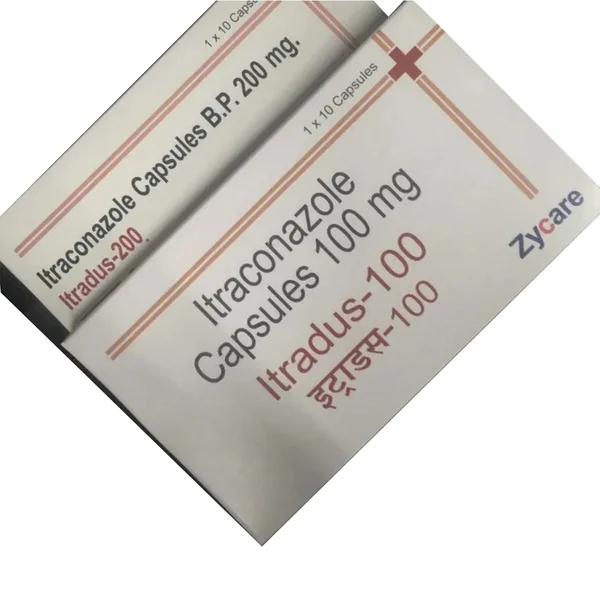 1 x 10 Capsu
Itraconazole Capsules B.P. 200 mg.
Itradus-200
1 x 10 Capsules
Itraconazole
Capsules 100 mg
Itradus-100
इट्राडस-100
Zycare